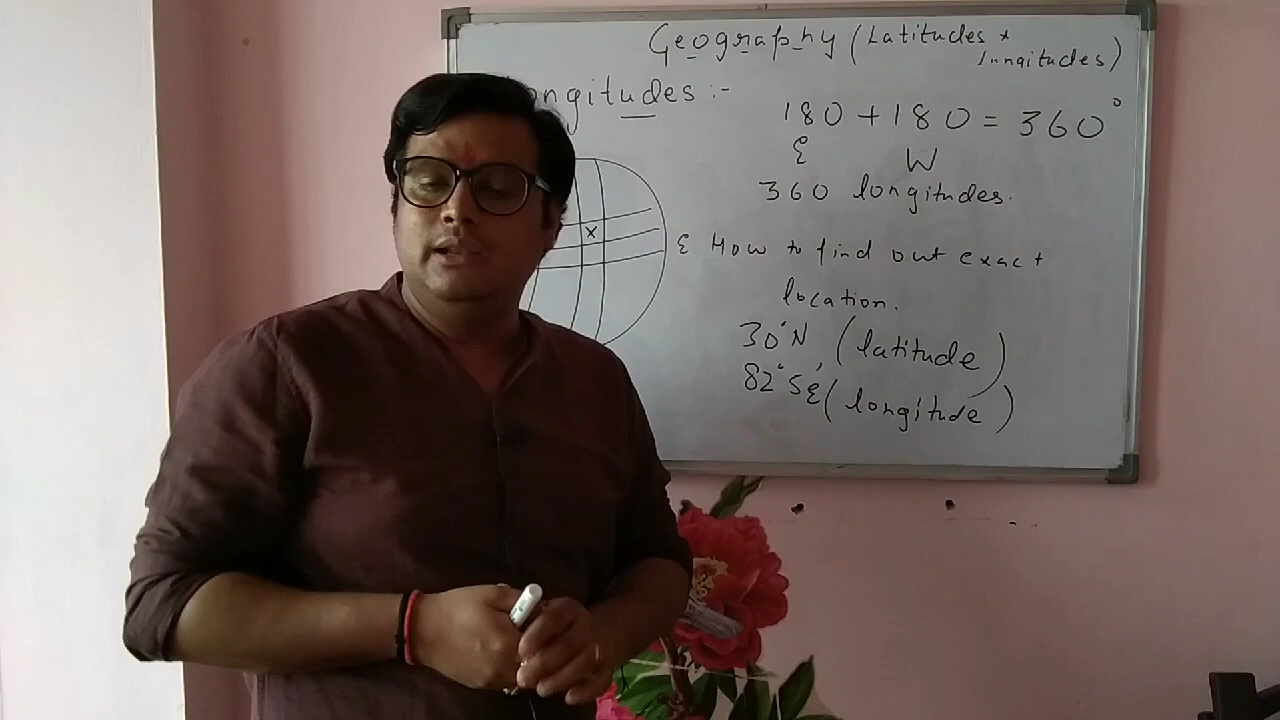 Geography (Latitudes &
longitudes)
ongitudes :-
180 + 180 = 360°
E W
360 longitudes.
x
E
How to find out exact
location.
30°N (latitude)
82°5'E (longitude)